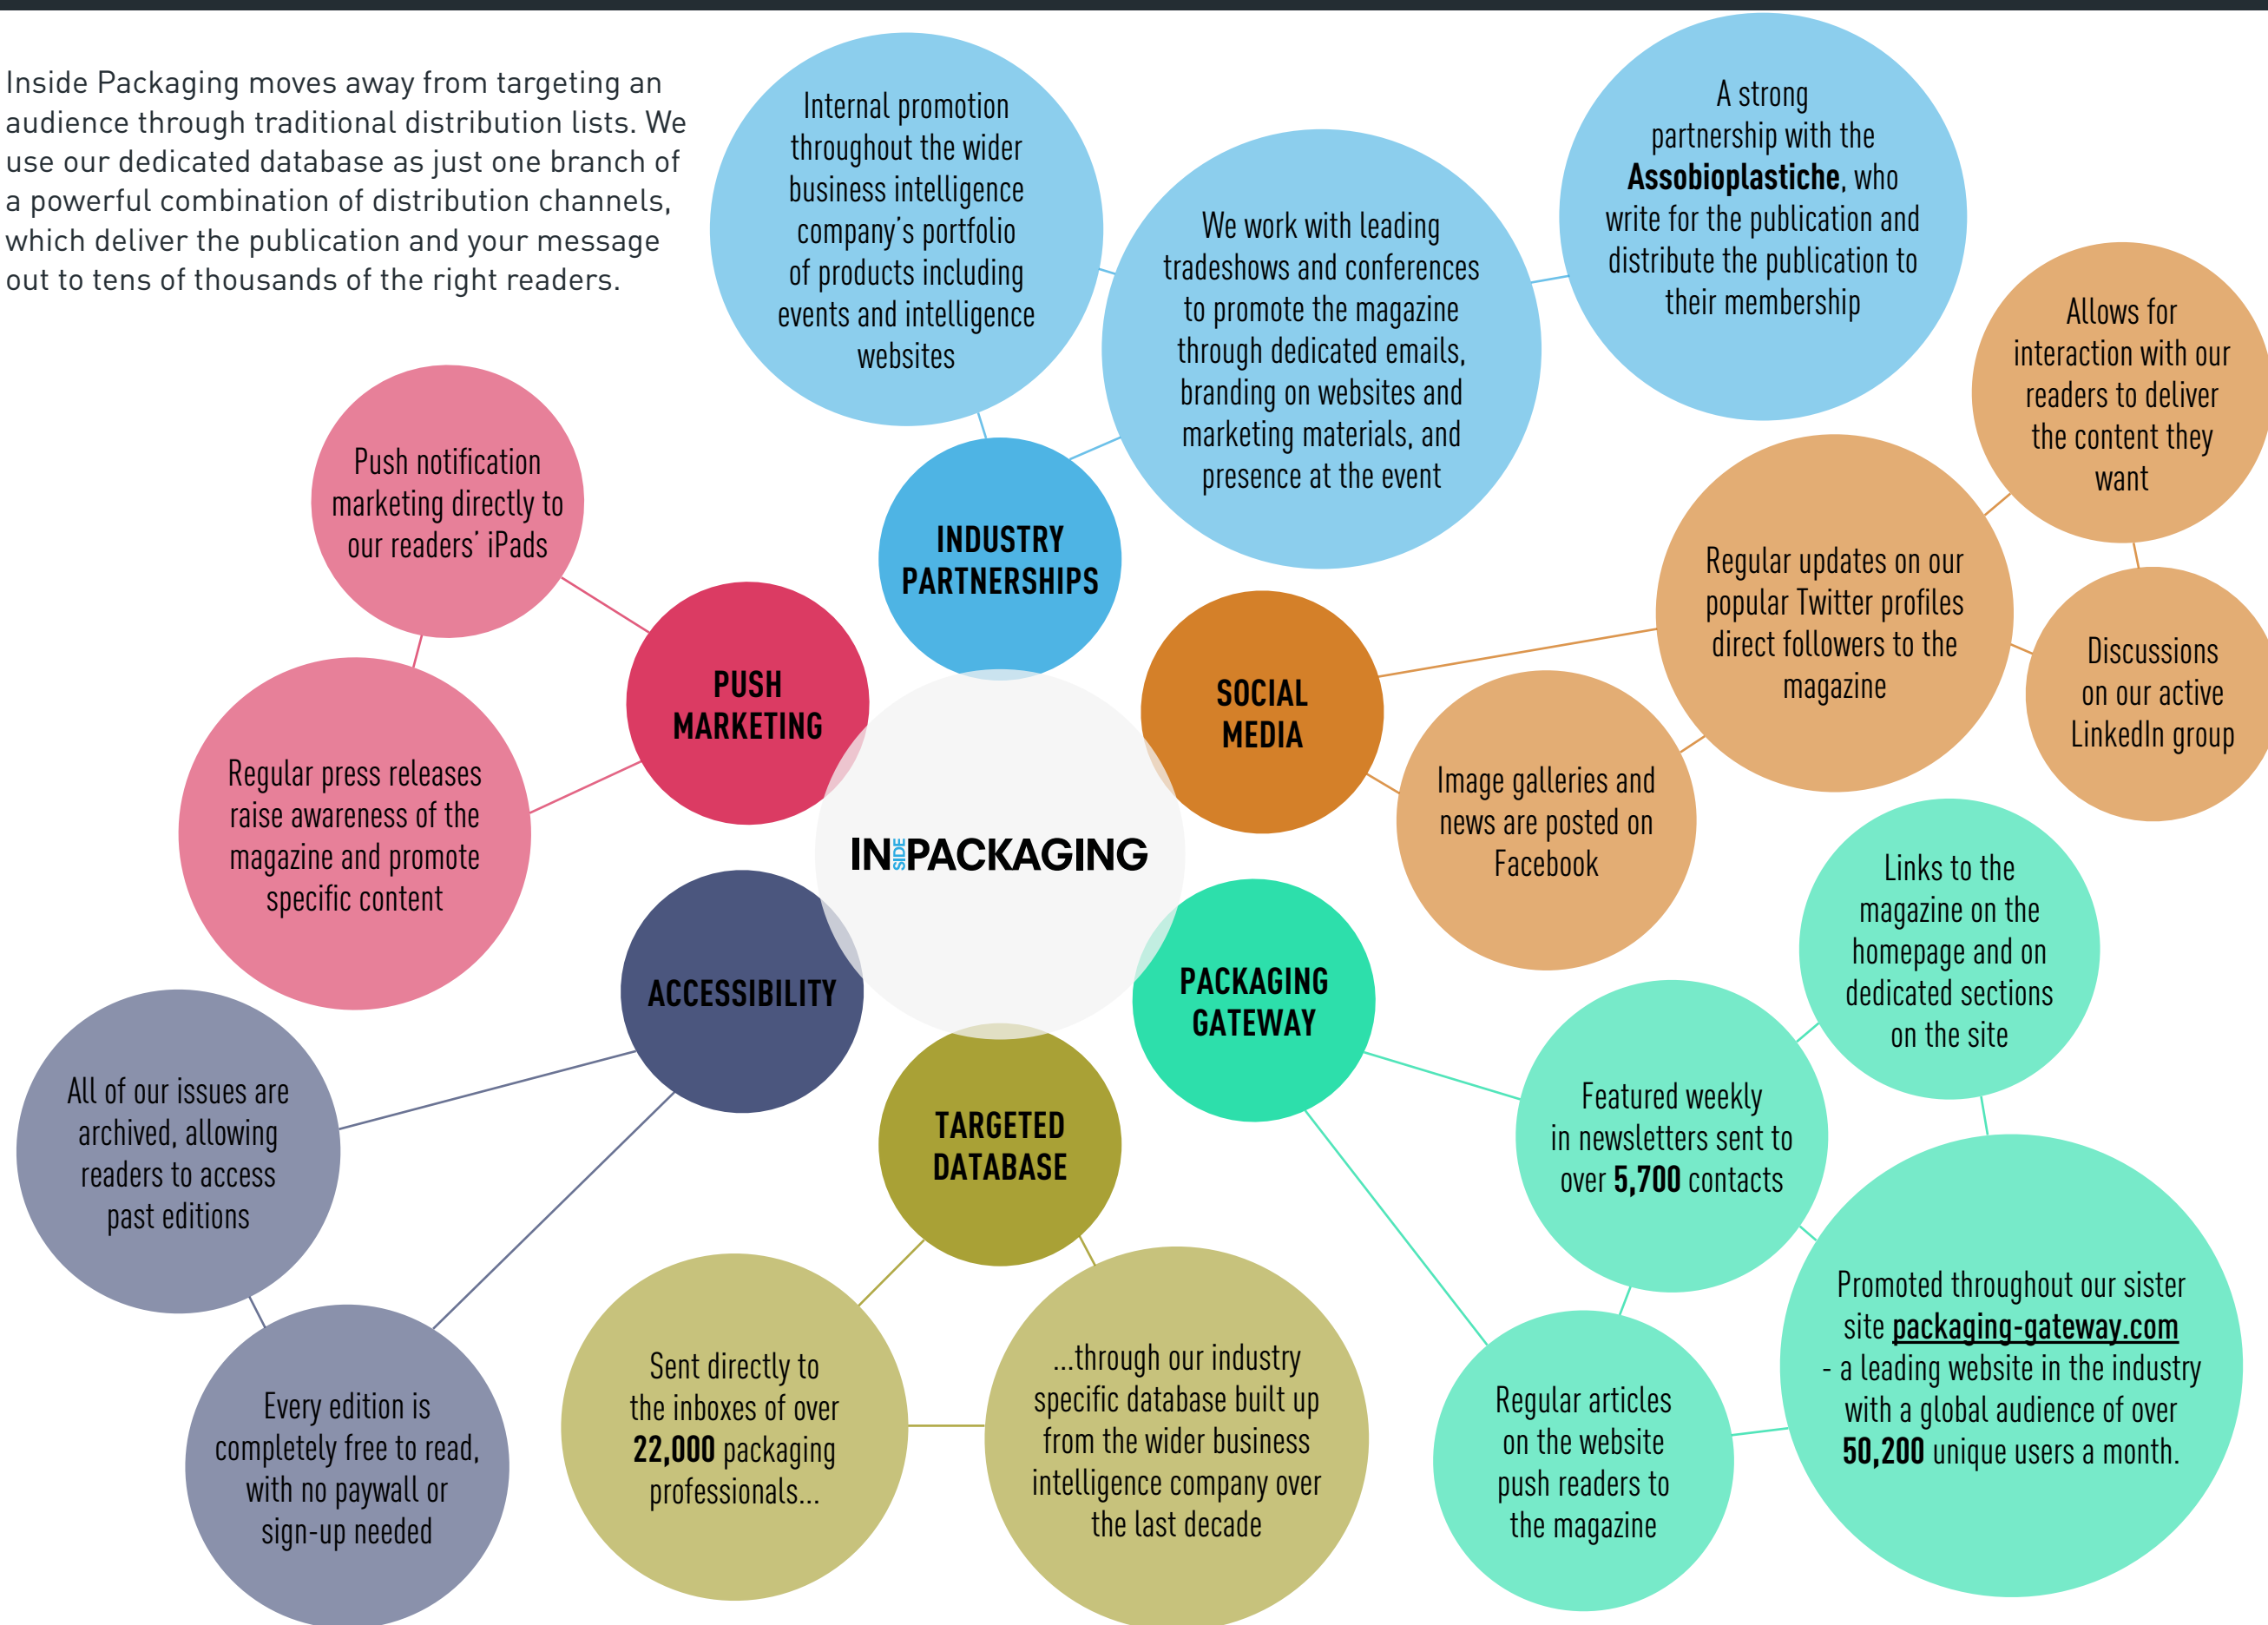 Inside Packaging moves away from targeting an
audience through traditional distribution lists. We
use our dedicated database as just one branch of
a powerful combination of distribution channels,
which deliver the publication and your message
out to tens of thousands of the right readers.
Internal promotion
throughout the wider
business intelligence
company’s portfolio
of products including
events and intelligence
websites
We work with leading
tradeshows and conferences
to promote the magazine
through dedicated emails,
branding on websites and
marketing materials, and
presence at the event
A strong
partnership with the
Assobioplastiche, who
write for the publication and
distribute the publication to
their membership
Allows for
interaction with our
readers to deliver
the content they
want
Push notification
marketing directly to
our readers’ iPads
INDUSTRY
PARTNERSHIPS
Regular updates on our
popular Twitter profiles
direct followers to the
magazine
Discussions
on our active
LinkedIn group
PUSH
MARKETING
SOCIAL
MEDIA
Regular press releases
raise awareness of the
magazine and promote
specific content
Image galleries and
news are posted on
Facebook
INSIDEPACKAGING
Links to the
magazine on the
homepage and on
dedicated sections
on the site
ACCESSIBILITY
PACKAGING
GATEWAY
All of our issues are
archived, allowing
readers to access
past editions
TARGETED
DATABASE
Featured weekly
in newsletters sent to
over 5,700 contacts
Promoted throughout our sister
site packaging-gateway.com
- a leading website in the industry
with a global audience of over
50,200 unique users a month.
Every edition is
completely free to read,
with no paywall or
sign-up needed
Sent directly to
the inboxes of over
22,000 packaging
professionals...
...through our industry
specific database built up
from the wider business
intelligence company over
the last decade
Regular articles
on the website
push readers to
the magazine